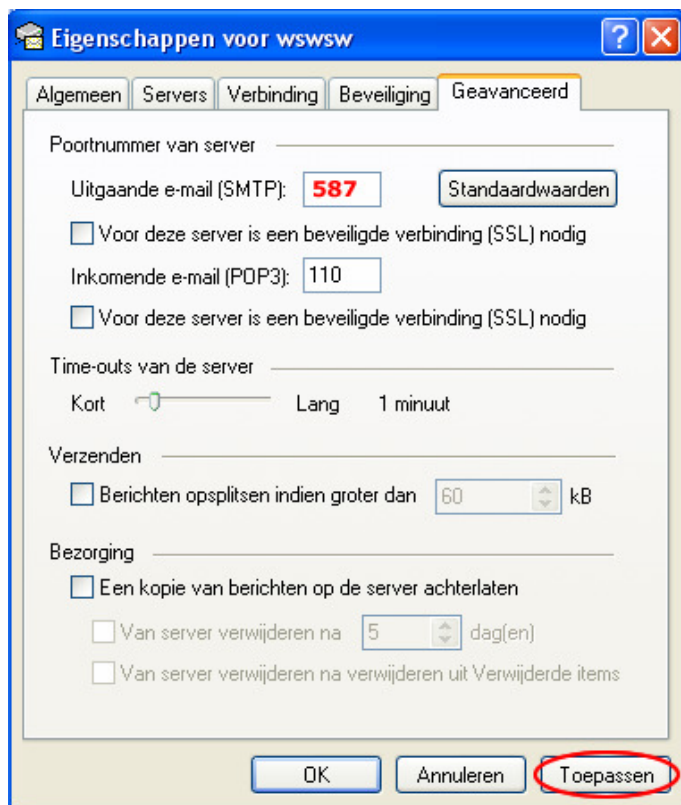 Eigenschappen voor wswsw
Algemeen Servers Verbinding Beveiliging Geavanceerd
Poortnummer van server
Uitgaande e-mail (SMTP): 587 Standaardwaarden
Voor deze server is een beveiligde verbinding (SSL) nodig
Inkomende e-mail (POP3): 110
Voor deze server is een beveiligde verbinding (SSL) nodig
Time-outs van de server
Kort Lang 1 minuut
Verzenden
Berichten opsplitsen indien groter dan 60 kB
Bezorging
Een kopie van berichten op de server achterlaten
Van server verwijderen na 5 dag(en)
Van server verwijderen na verwijderen uit Verwijderde items
OK Annuleren Toepassen